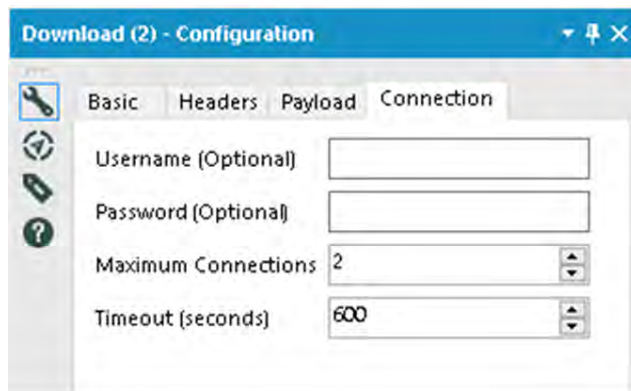 Download (2) - Configuration
Basic Headers Payload Connection
Username (Optional)
Password (Optional)
Maximum Connections 2
Timeout (seconds) 600